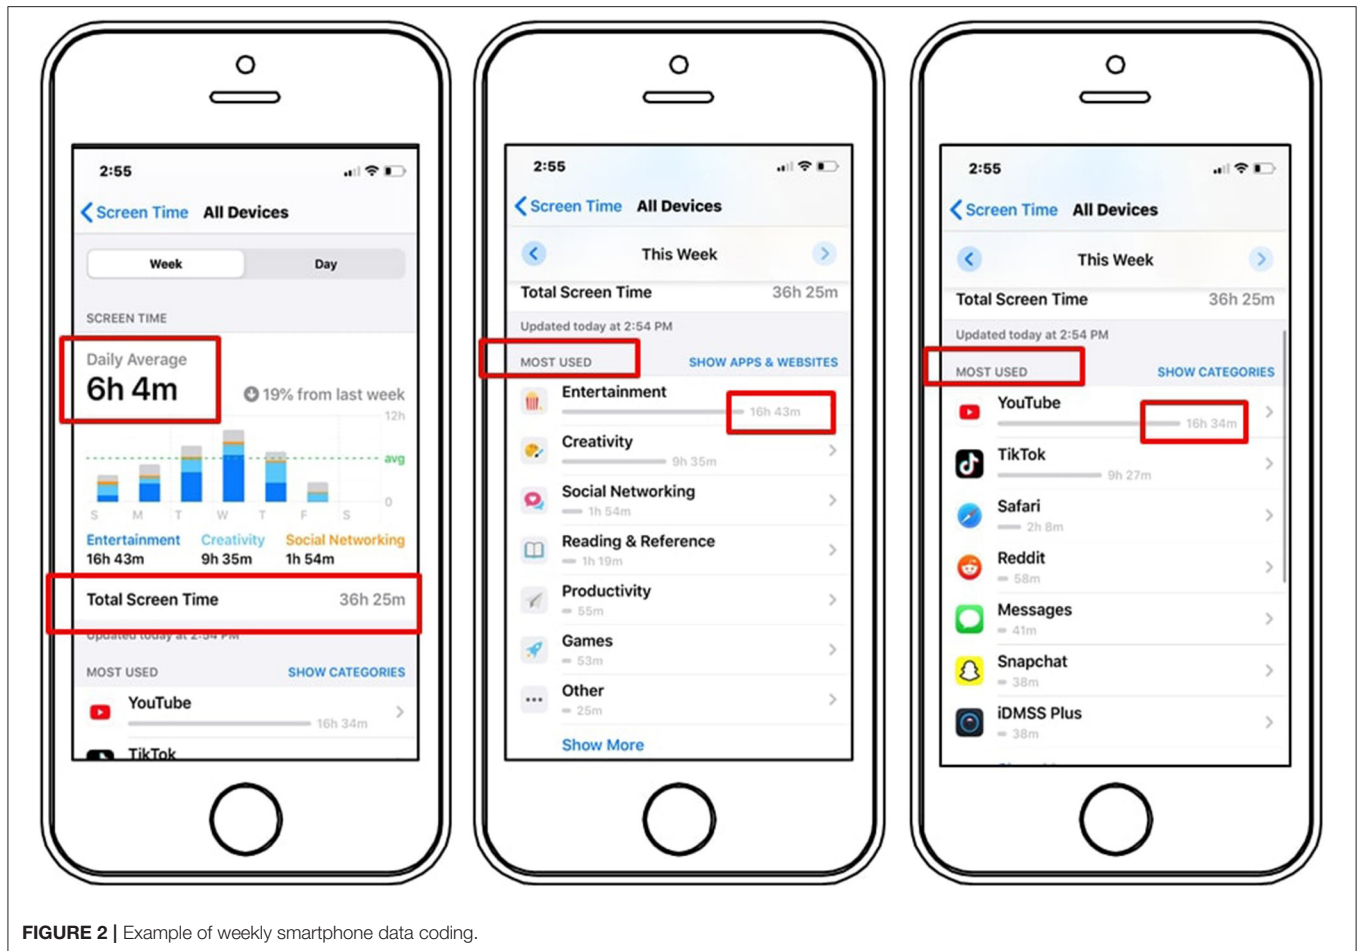 2:55
Screen Time All Devices
Week Day
SCREEN TIME
Daily Average
6h 4m
19% from last week
12h
avg
0
S M T W T F S
Entertainment Creativity Social Networking
16h 43m 9h 35m 1h 54m
Total Screen Time 36h 25m
Updated today at 2:54 PM
MOST USED SHOW CATEGORIES
YouTube
16h 34m
TikTok
2:55
Screen Time All Devices
This Week
Total Screen Time 36h 25m
Updated today at 2:54 PM
MOST USED SHOW APPS & WEBSITES
Entertainment
16h 43m
Creativity
9h 35m
Social Networking
1h 54m
Reading & Reference
1h 19m
Productivity
55m
Games
53m
Other
25m
Show More
2:55
Screen Time All Devices
This Week
Total Screen Time 36h 25m
Updated today at 2:54 PM
MOST USED SHOW CATEGORIES
YouTube
16h 34m
TikTok
9h 27m
Safari
2h 8m
Reddit
58m
Messages
41m
Snapchat
38m
iDMSS Plus
38m
FIGURE 2 | Example of weekly smartphone data coding.